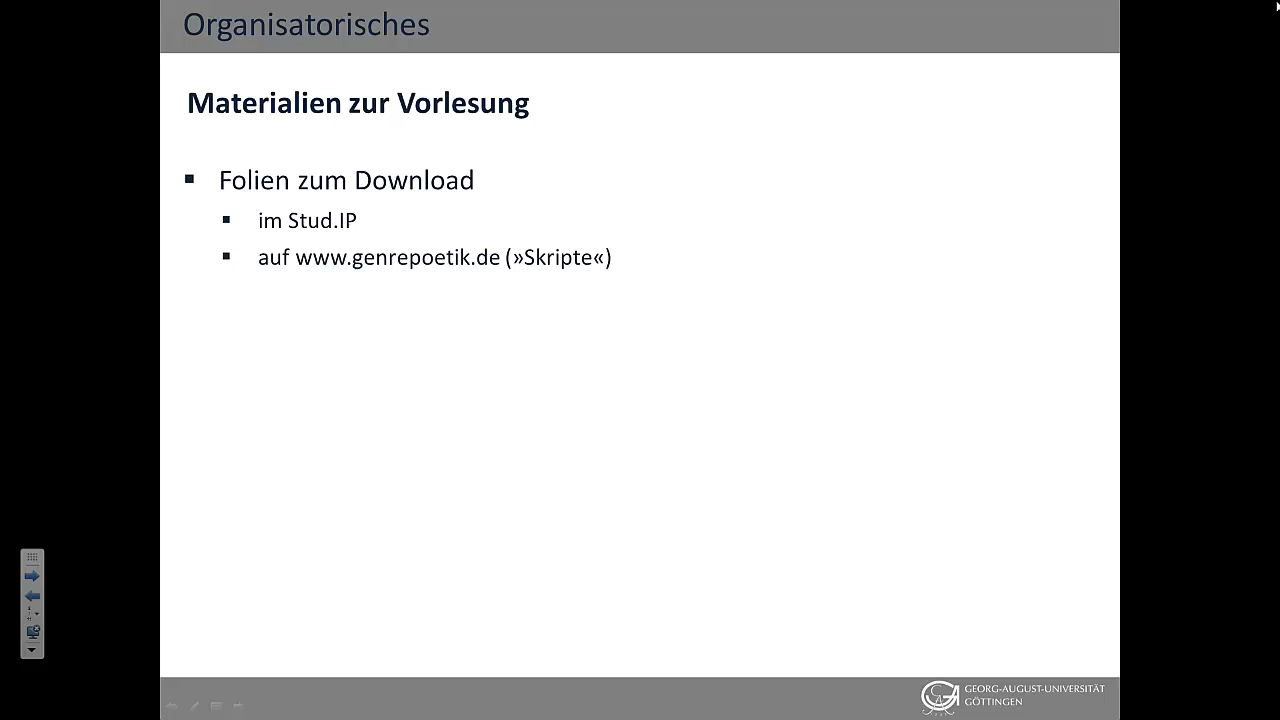 Organisatorisches
Materialien zur Vorlesung
▪ Folien zum Download
▪ im Stud.IP
▪ auf www.genrepoetik.de (»Skripte«)
GEORG-AUGUST-UNIVERSITÄT
GÖTTINGEN